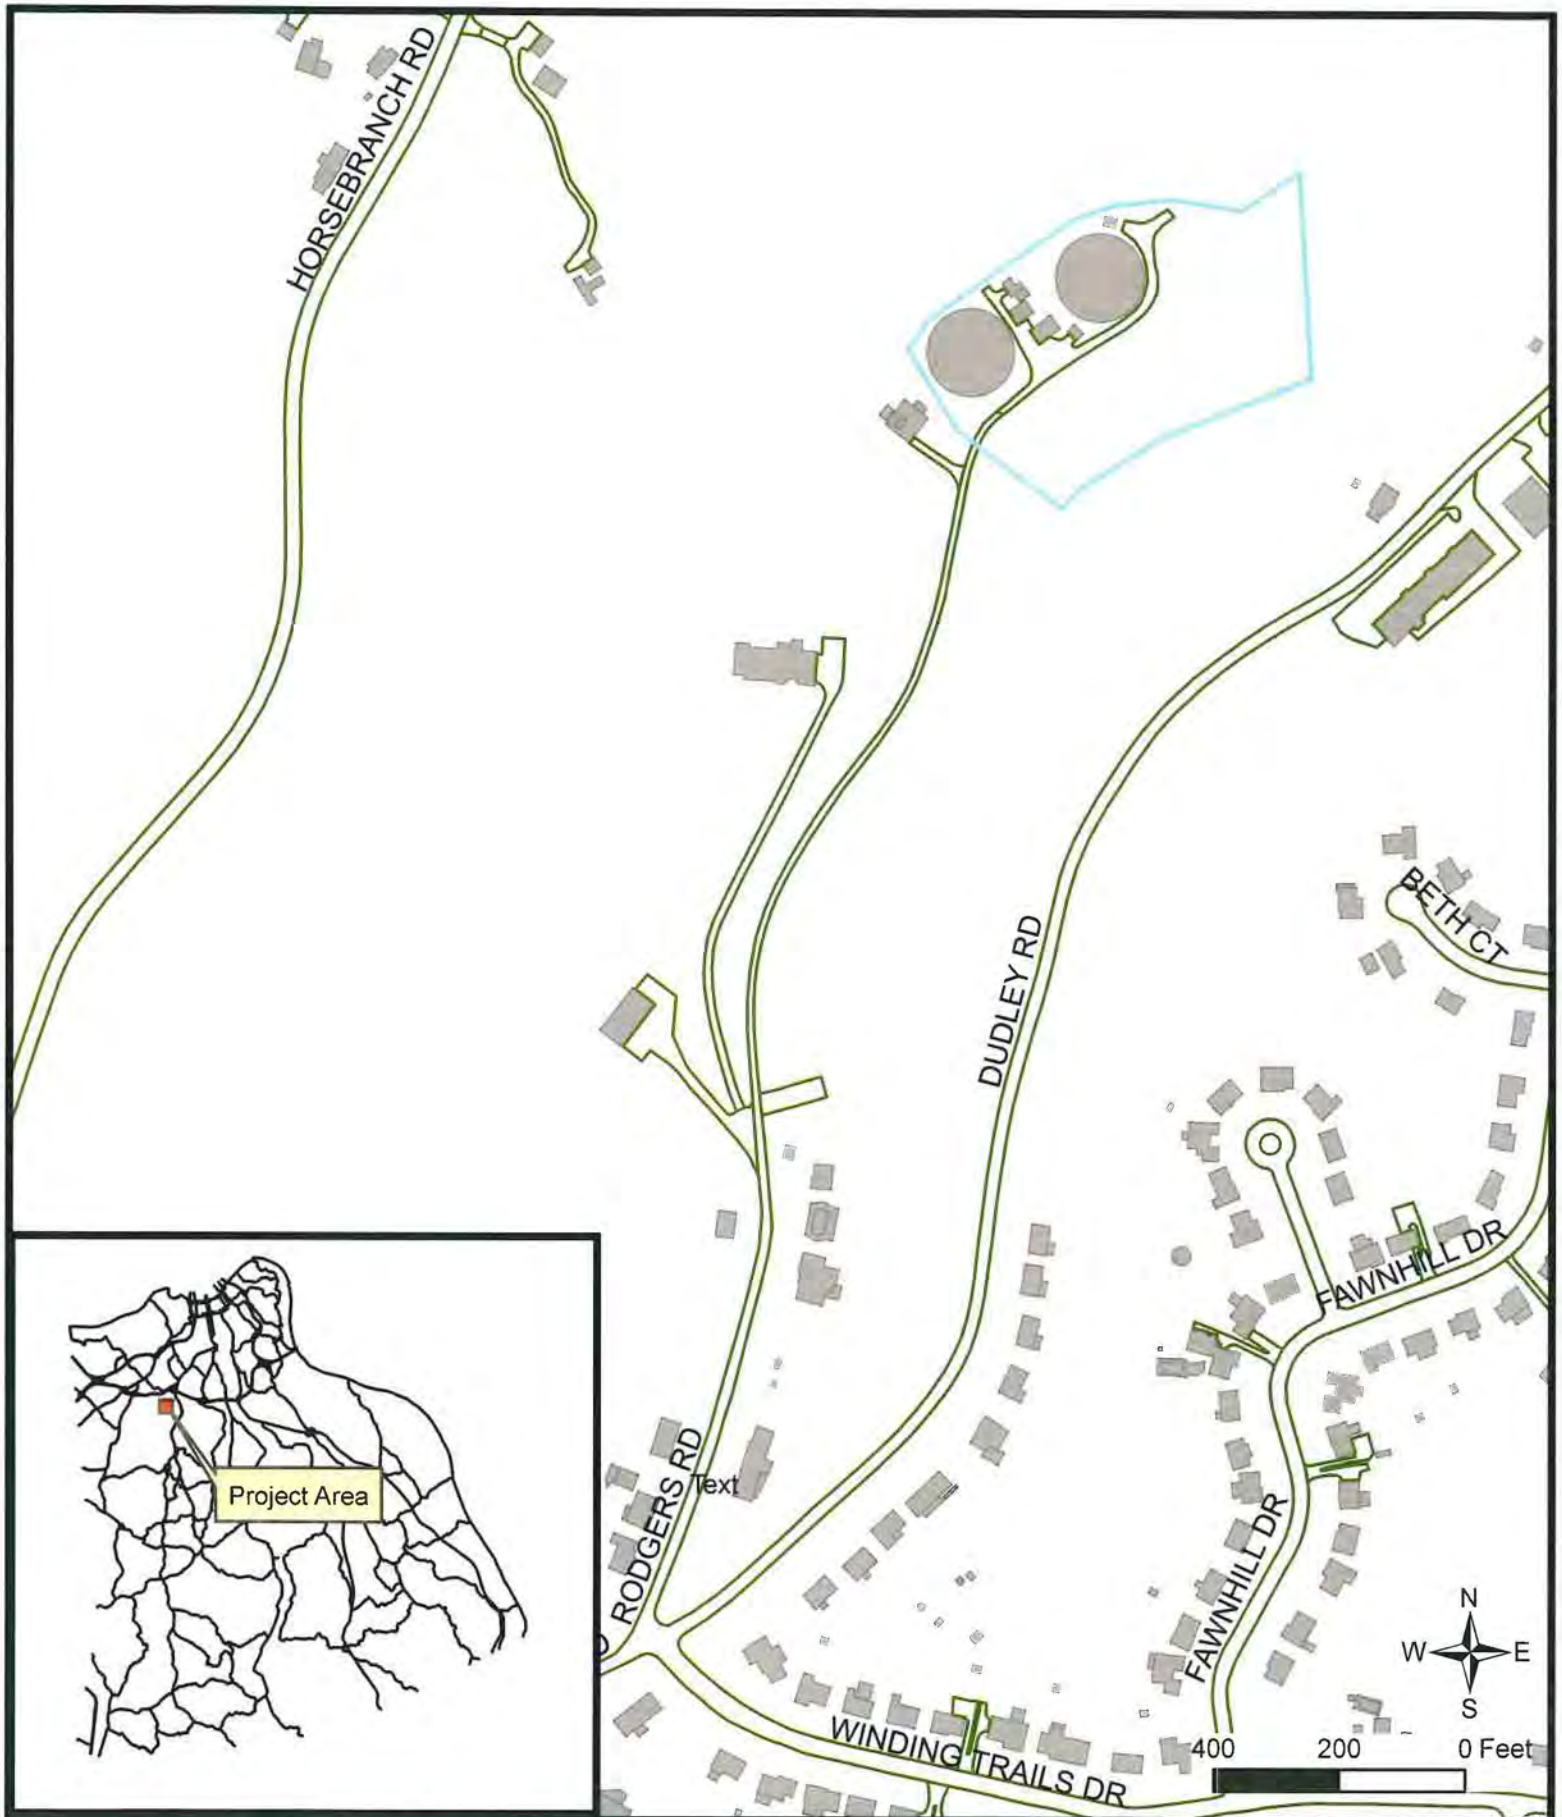 HORSEBRANCH RD
BETH CT
DUDLEY RD
FAWNHILL DR
Project Area
RODGERS RD
Text
FAWNHILL DR
N
W E
S
WINDING TRAILS DR
400 200 0 Feet